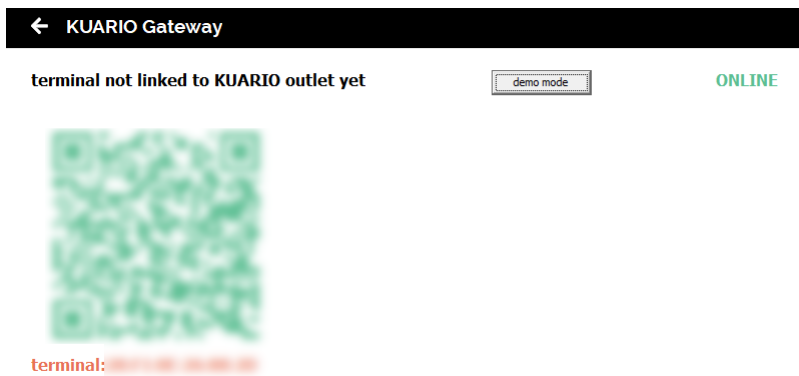 KUARIO Gateway
terminal not linked to KUARIO outlet yet
demo mode
ONLINE
terminal: